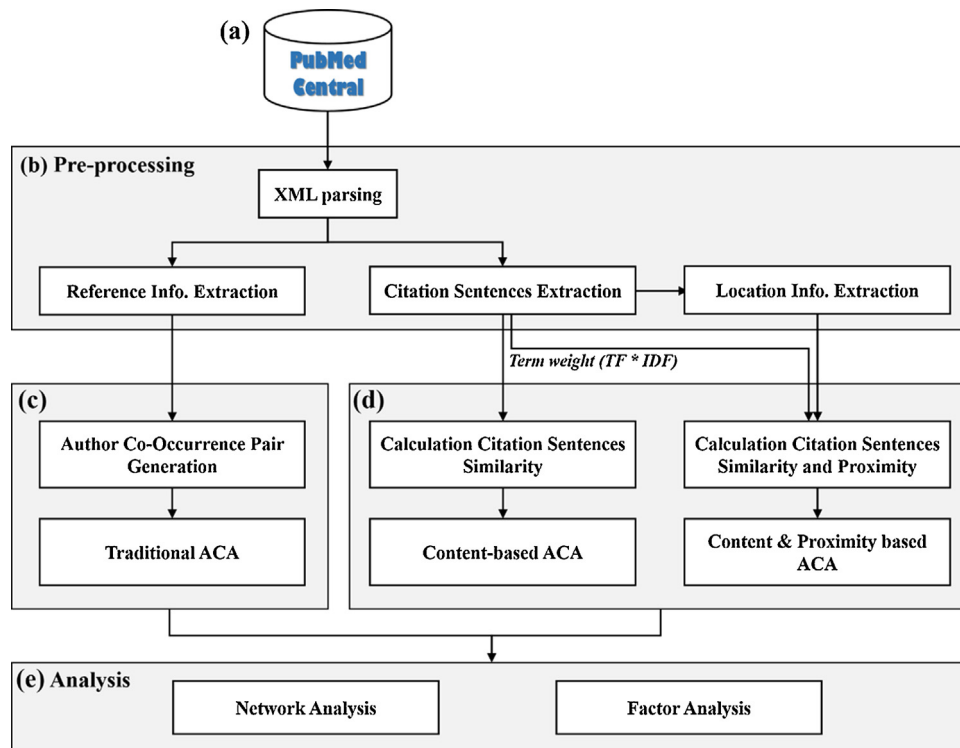 (a)
PubMed
Central
(b) Pre-processing
XML parsing
Reference Info. Extraction
Citation Sentences Extraction
Location Info. Extraction
Term weight (TF * IDF)
(c)
Author Co-Occurrence Pair
Generation
Traditional ACA
(d)
Calculation Citation Sentences
Similarity
Calculation Citation Sentences
Similarity and Proximity
Content-based ACA
Content & Proximity based
ACA
(e) Analysis
Network Analysis
Factor Analysis